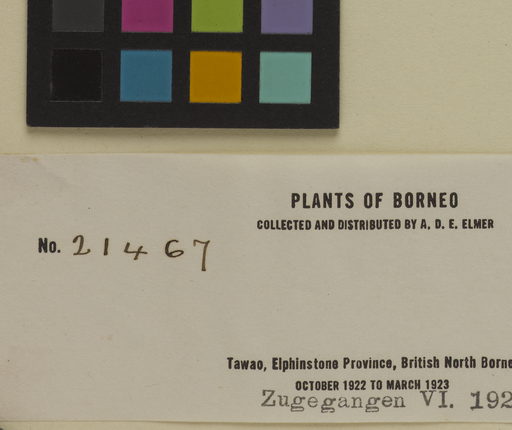 PLANTS OF BORNEO
COLLECTED AND DISTRIBUTED BY A. D. E. ELMER
No. 21467
Tawao, Elphinstone Province, British North Borne
OCTOBER 1922 TO MARCH 1923
Zugegangen VI. 192